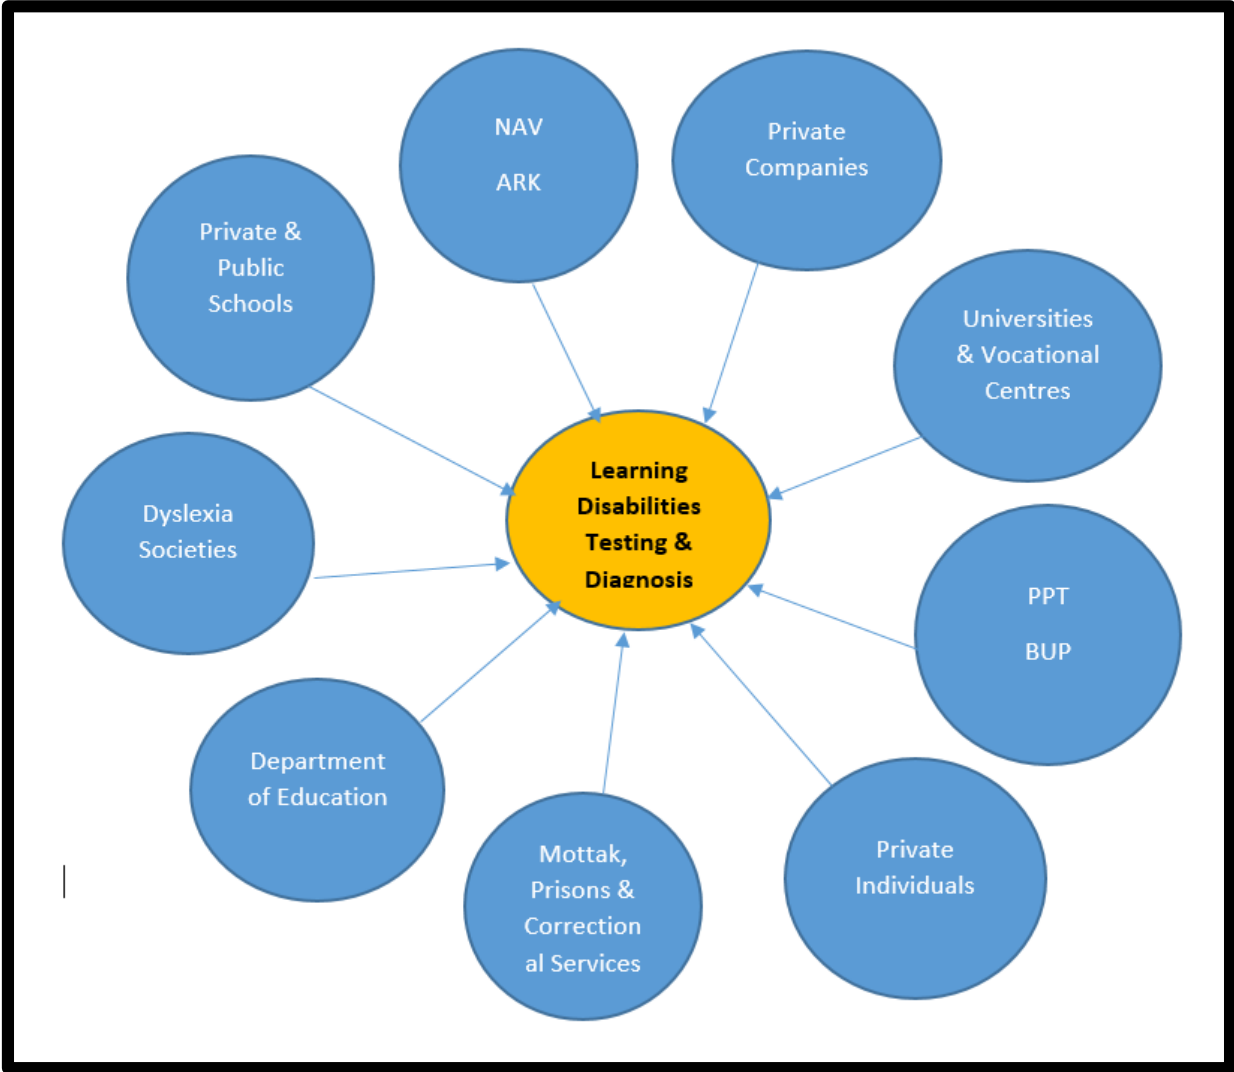 NAV
ARK
Private
Companies
Private &
Public
Schools
Universities
& Vocational
Centres
Learning
Disabilities
Testing &
Diagnosis
Dyslexia
Societies
PPT
BUP
Department
of Education
Mottak,
Prisons &
Correction
al Services
Private
Individuals